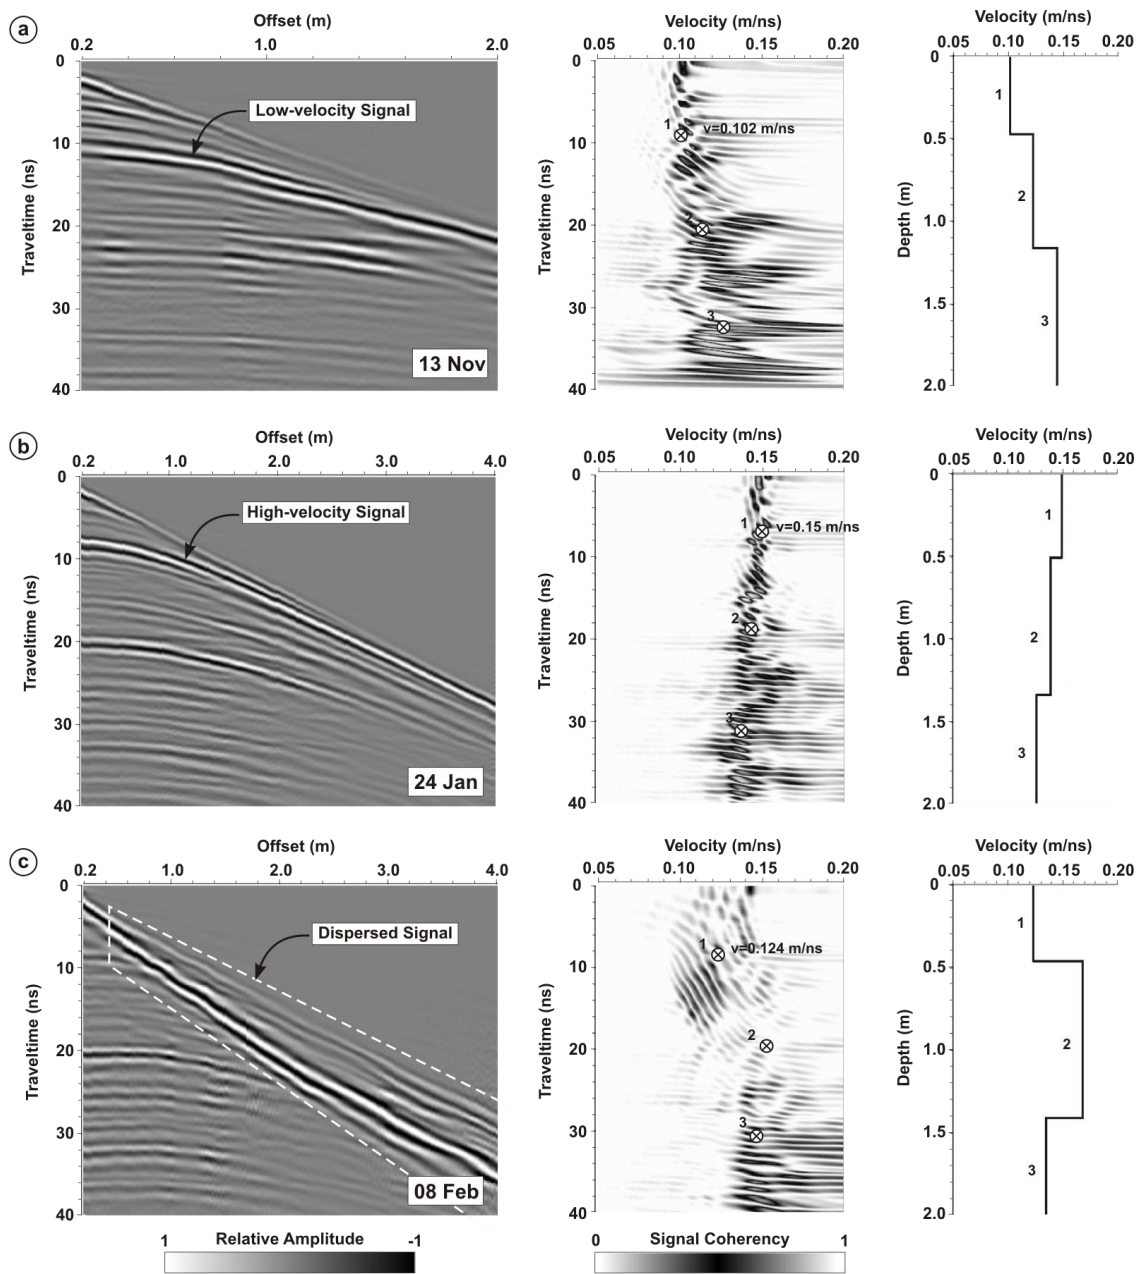 a
Offset (m)
0.2 1.0 2.0
0
10
20
30
40
Traveltime (ns)
Low-velocity Signal
13 Nov
Velocity (m/ns)
0.05 0.10 0.15 0.20
0
10
20
30
40
Traveltime (ns)
1
v=0.102 m/ns
2
3
Velocity (m/ns)
0.05 0.10 0.15 0.20
0
0.5
1.0
1.5
2.0
Depth (m)
1
2
3
b
Offset (m)
0.2 1.0 2.0 3.0 4.0
0
10
20
30
40
Traveltime (ns)
High-velocity Signal
24 Jan
Velocity (m/ns)
0.05 0.10 0.15 0.20
0
10
20
30
40
Traveltime (ns)
1
v=0.15 m/ns
2
3
Velocity (m/ns)
0.05 0.10 0.15 0.20
0
0.5
1.0
1.5
2.0
Depth (m)
1
2
3
c
Offset (m)
0.2 1.0 2.0 3.0 4.0
0
10
20
30
40
Traveltime (ns)
Dispersed Signal
08 Feb
Velocity (m/ns)
0.05 0.10 0.15 0.20
0
10
20
30
40
Traveltime (ns)
1
v=0.124 m/ns
2
3
Velocity (m/ns)
0.05 0.10 0.15 0.20
0
0.5
1.0
1.5
2.0
Depth (m)
1
2
3
1 Relative Amplitude -1
0 Signal Coherency 1